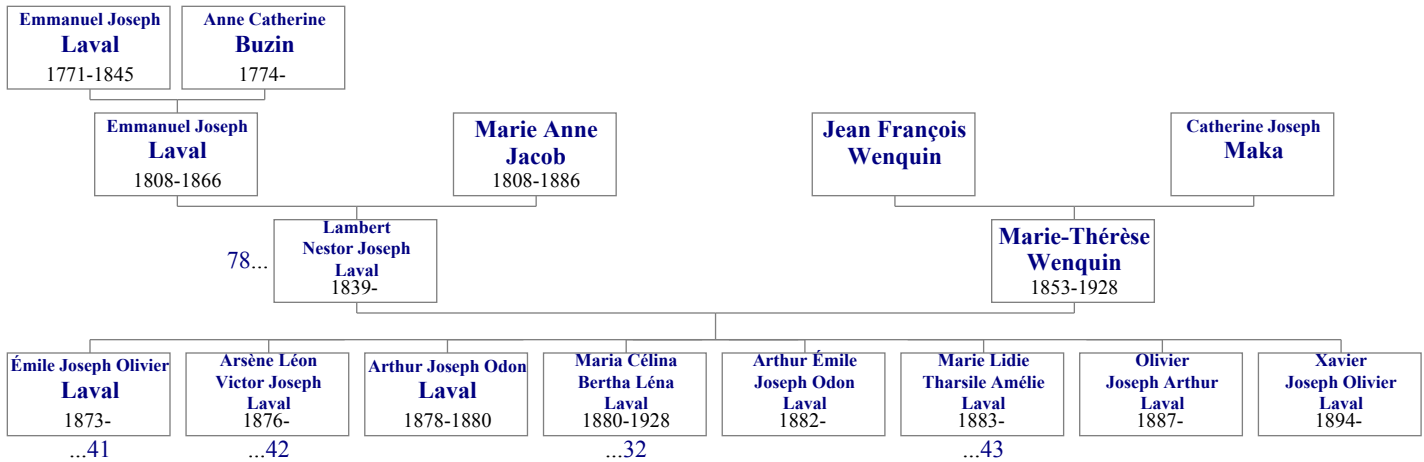 Emmanuel Joseph
Laval
1771-1845
Anne Catherine
Buzin
1774-
Emmanuel Joseph
Laval
1808-1866
Marie Anne
Jacob
1808-1886
Jean François
Wenquin
Catherine Joseph
Maka
78...
Lambert
Nestor Joseph
Laval
1839-
Marie-Thérèse
Wenquin
1853-1928
Émile Joseph Olivier
Laval
1873-
...41
Arsène Léon
Victor Joseph
Laval
1876-
...42
Arthur Joseph Odon
Laval
1878-1880
Maria Célina
Bertha Léna
Laval
1880-1928
...32
Arthur Émile
Joseph Odon
Laval
1882-
Marie Lidie
Tharsile Amélie
Laval
1883-
...43
Olivier
Joseph Arthur
Laval
1887-
Xavier
Joseph Olivier
Laval
1894-